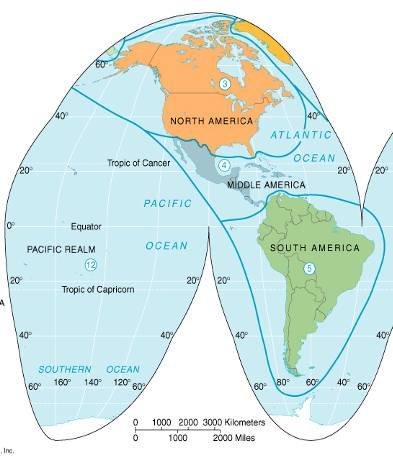 60°
3
NORTH AMERICA
40°
40°
ATLANTIC
OCEAN
Tropic of Cancer
4
20°
20°
20°
MIDDLE AMERICA
PACIFIC
0°
Equator
0°
OCEAN
SOUTH AMERICA
PACIFIC REALM
12
5
20°
Tropic of Capricorn
20°
20°
20°
A
40°
40°
40°
40°
SOUTHERN OCEAN
60° 160° 140° 120° 60°
60° 80° 60° 40° 60°
0 1000 2000 3000 Kilometers
0 1000 2000 Miles
, Inc.